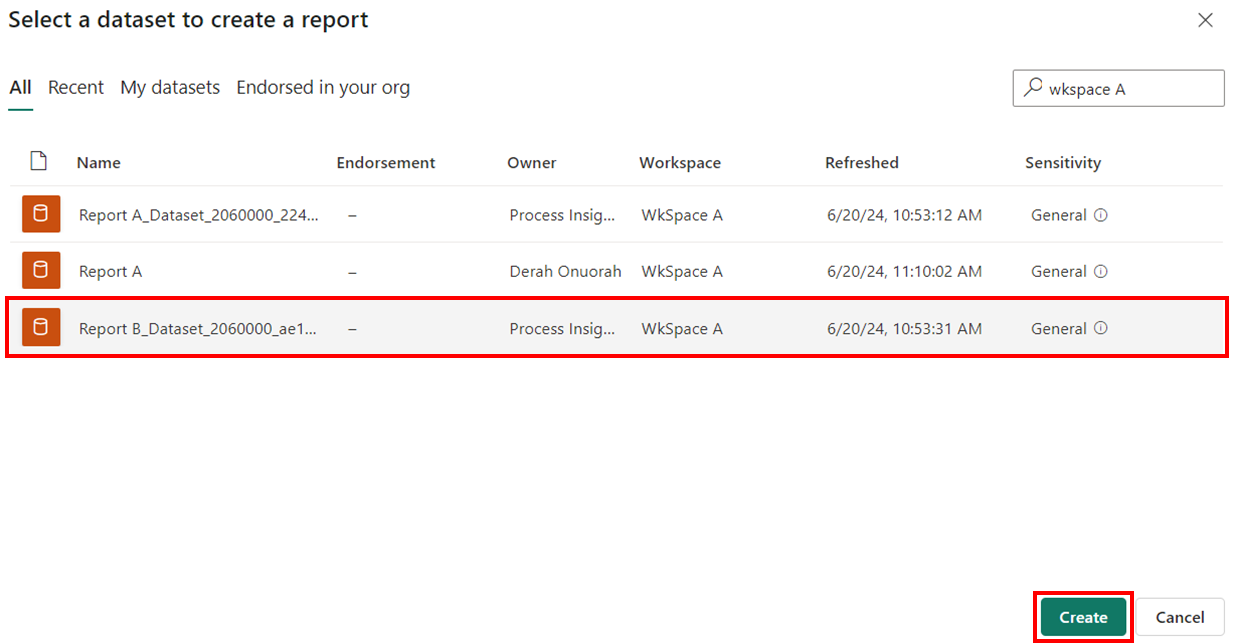 Select a dataset to create a report
All Recent My datasets Endorsed in your org wkspace A
Name Endorsement Owner Workspace Refreshed Sensitivity
Report A_Dataset_2060000_224... – Process Insig... WkSpace A 6/20/24, 10:53:12 AM General
Report A – Derah Onuorah WkSpace A 6/20/24, 11:10:02 AM General
Report B_Dataset_2060000_ae1... – Process Insig... WkSpace A 6/20/24, 10:53:31 AM General
Create Cancel